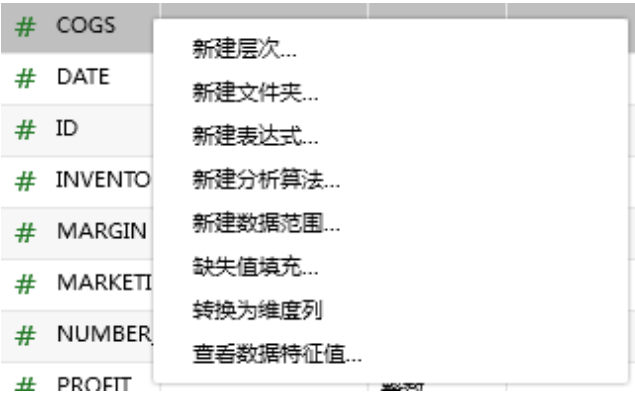 # COGS
新建层次...
# DATE
新建文件夹...
# ID
新建表达式...
# INVENTO
新建分析算法...
# MARGIN
新建数据范围...
# MARKETI
缺失值填充...
# NUMBER_
转换为维度列
查看数据特征值...
# PROFIT